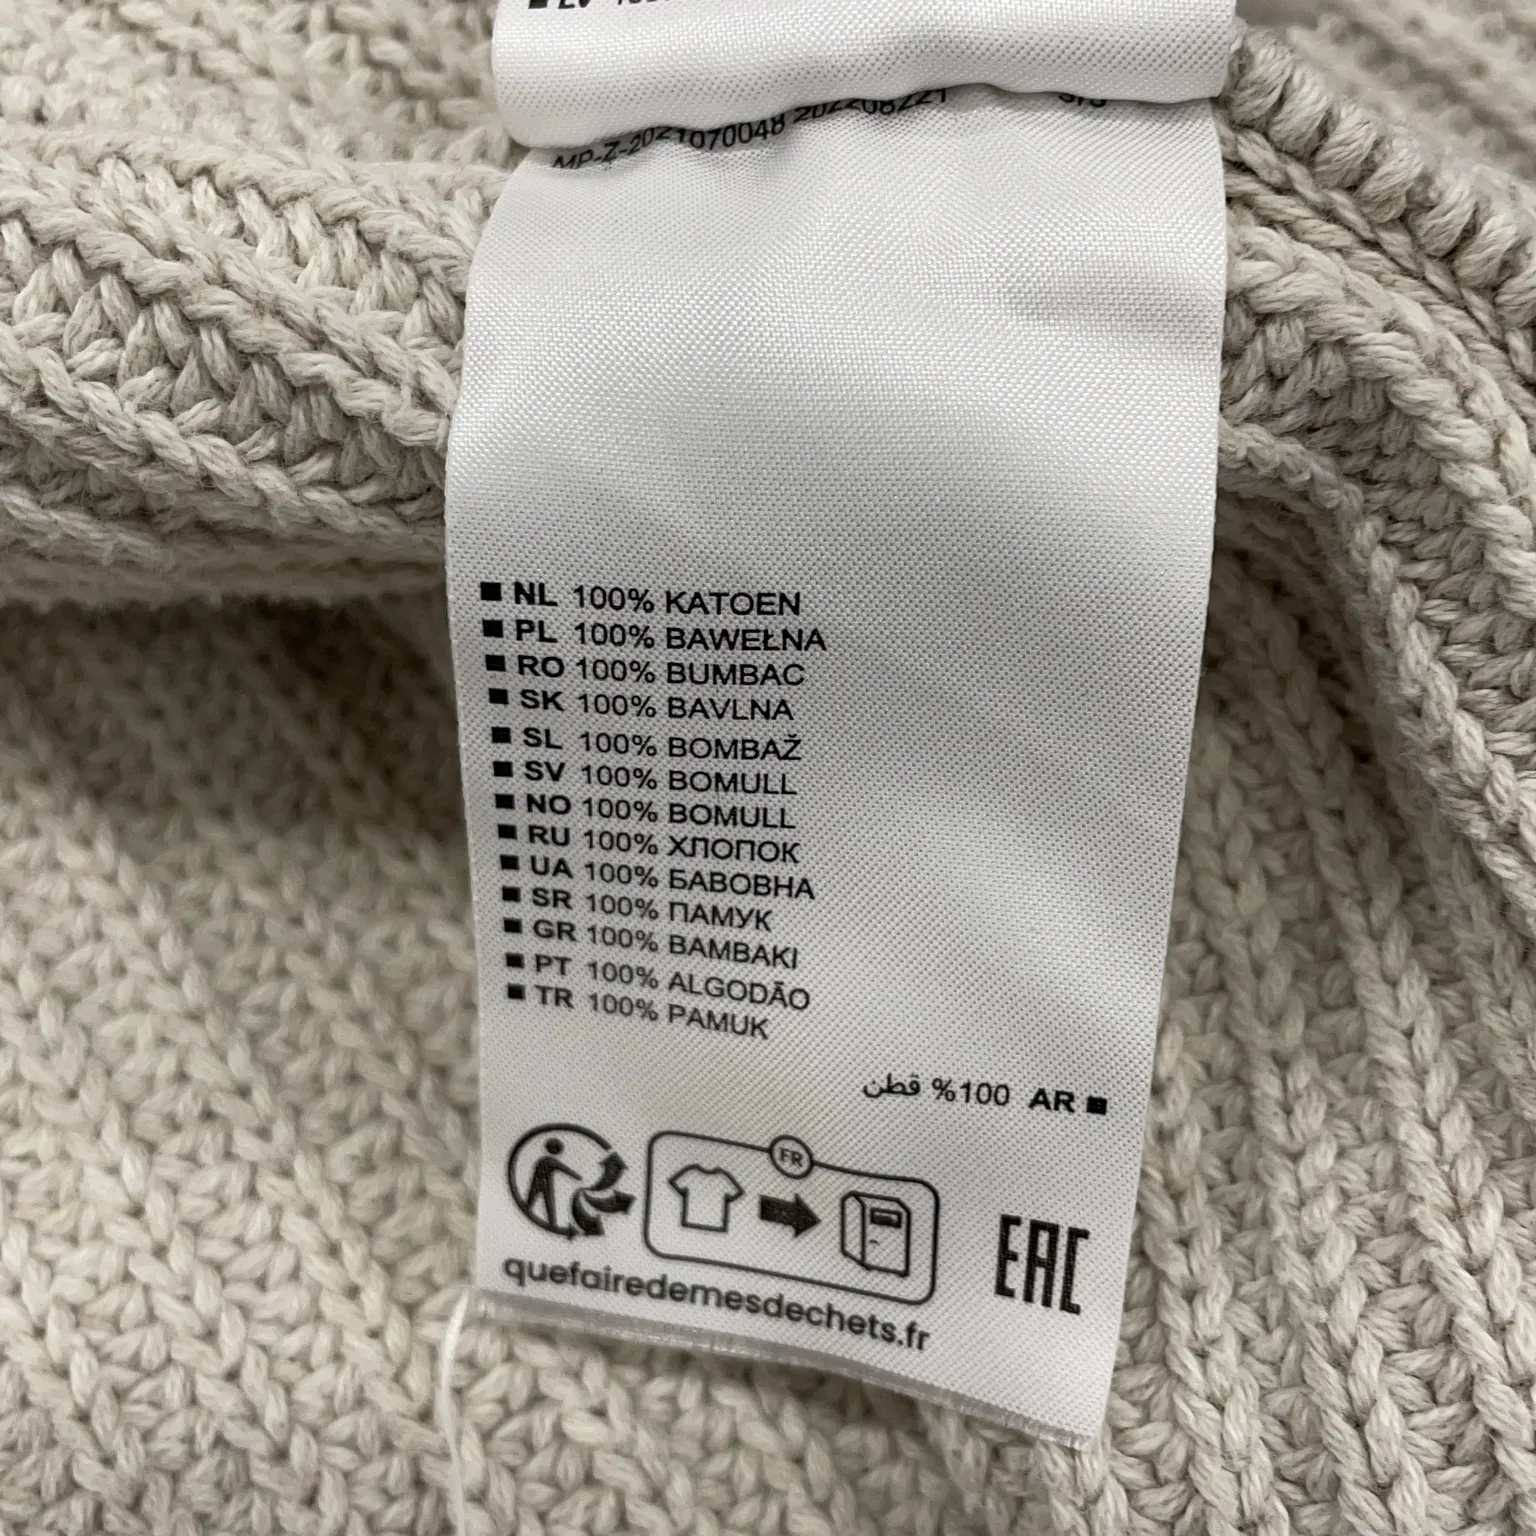 MP-Z-2021070048 202208221
■ NL 100% KATOEN
■ PL 100% BAWEŁNA
■ RO 100% BUMBAC
■ SK 100% BAVLNA
■ SL 100% BOMBAŽ
■ SV 100% BOMULL
■ NO 100% BOMULL
■ RU 100% ХЛОПОК
■ UA 100% БАВОВНА
■ SR 100% ПАМУК
■ GR 100% BAMBAKI
■ PT 100% ALGODÃO
■ TR 100% PAMUK
■ AR 100% قطن
FR
quefairedemesdechets.fr
EAC